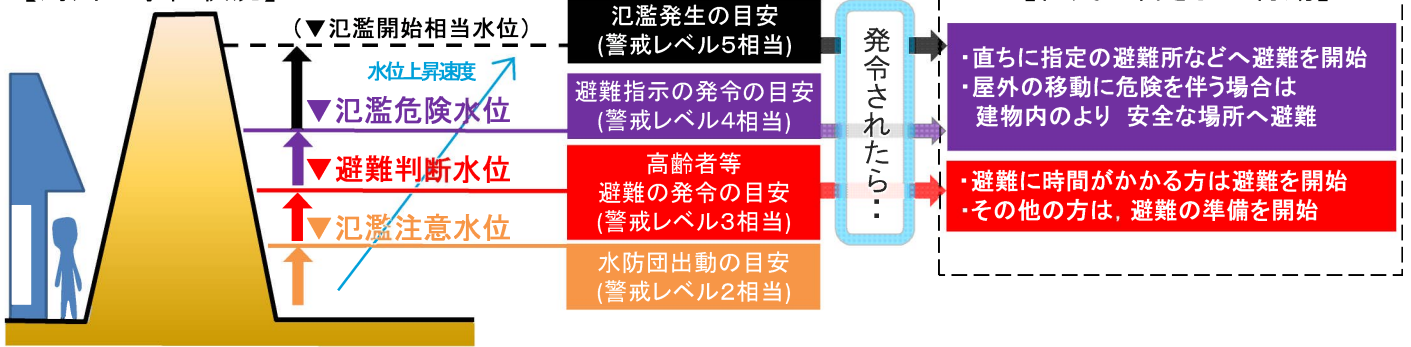 (▼氾濫開始相当水位)
水位上昇速度
▼氾濫危険水位
▼避難判断水位
▼氾濫注意水位
氾濫発生の目安
(警戒レベル5相当)
避難指示の発令の目安
(警戒レベル4相当)
高齢者等
避難の発令の目安
(警戒レベル3相当)
水防団出動の目安
(警戒レベル2相当)
発令されたら・・
・直ちに指定の避難所などへ避難を開始
・屋外の移動に危険を伴う場合は
建物内のより 安全な場所へ避難
・避難に時間がかかる方は避難を開始
・その他の方は,避難の準備を開始